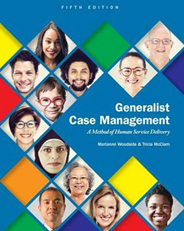 FIFTH EDITION
Generalist
Case Management
A Method of Human Service Delivery
Marianne Woodside & Tricia McClam